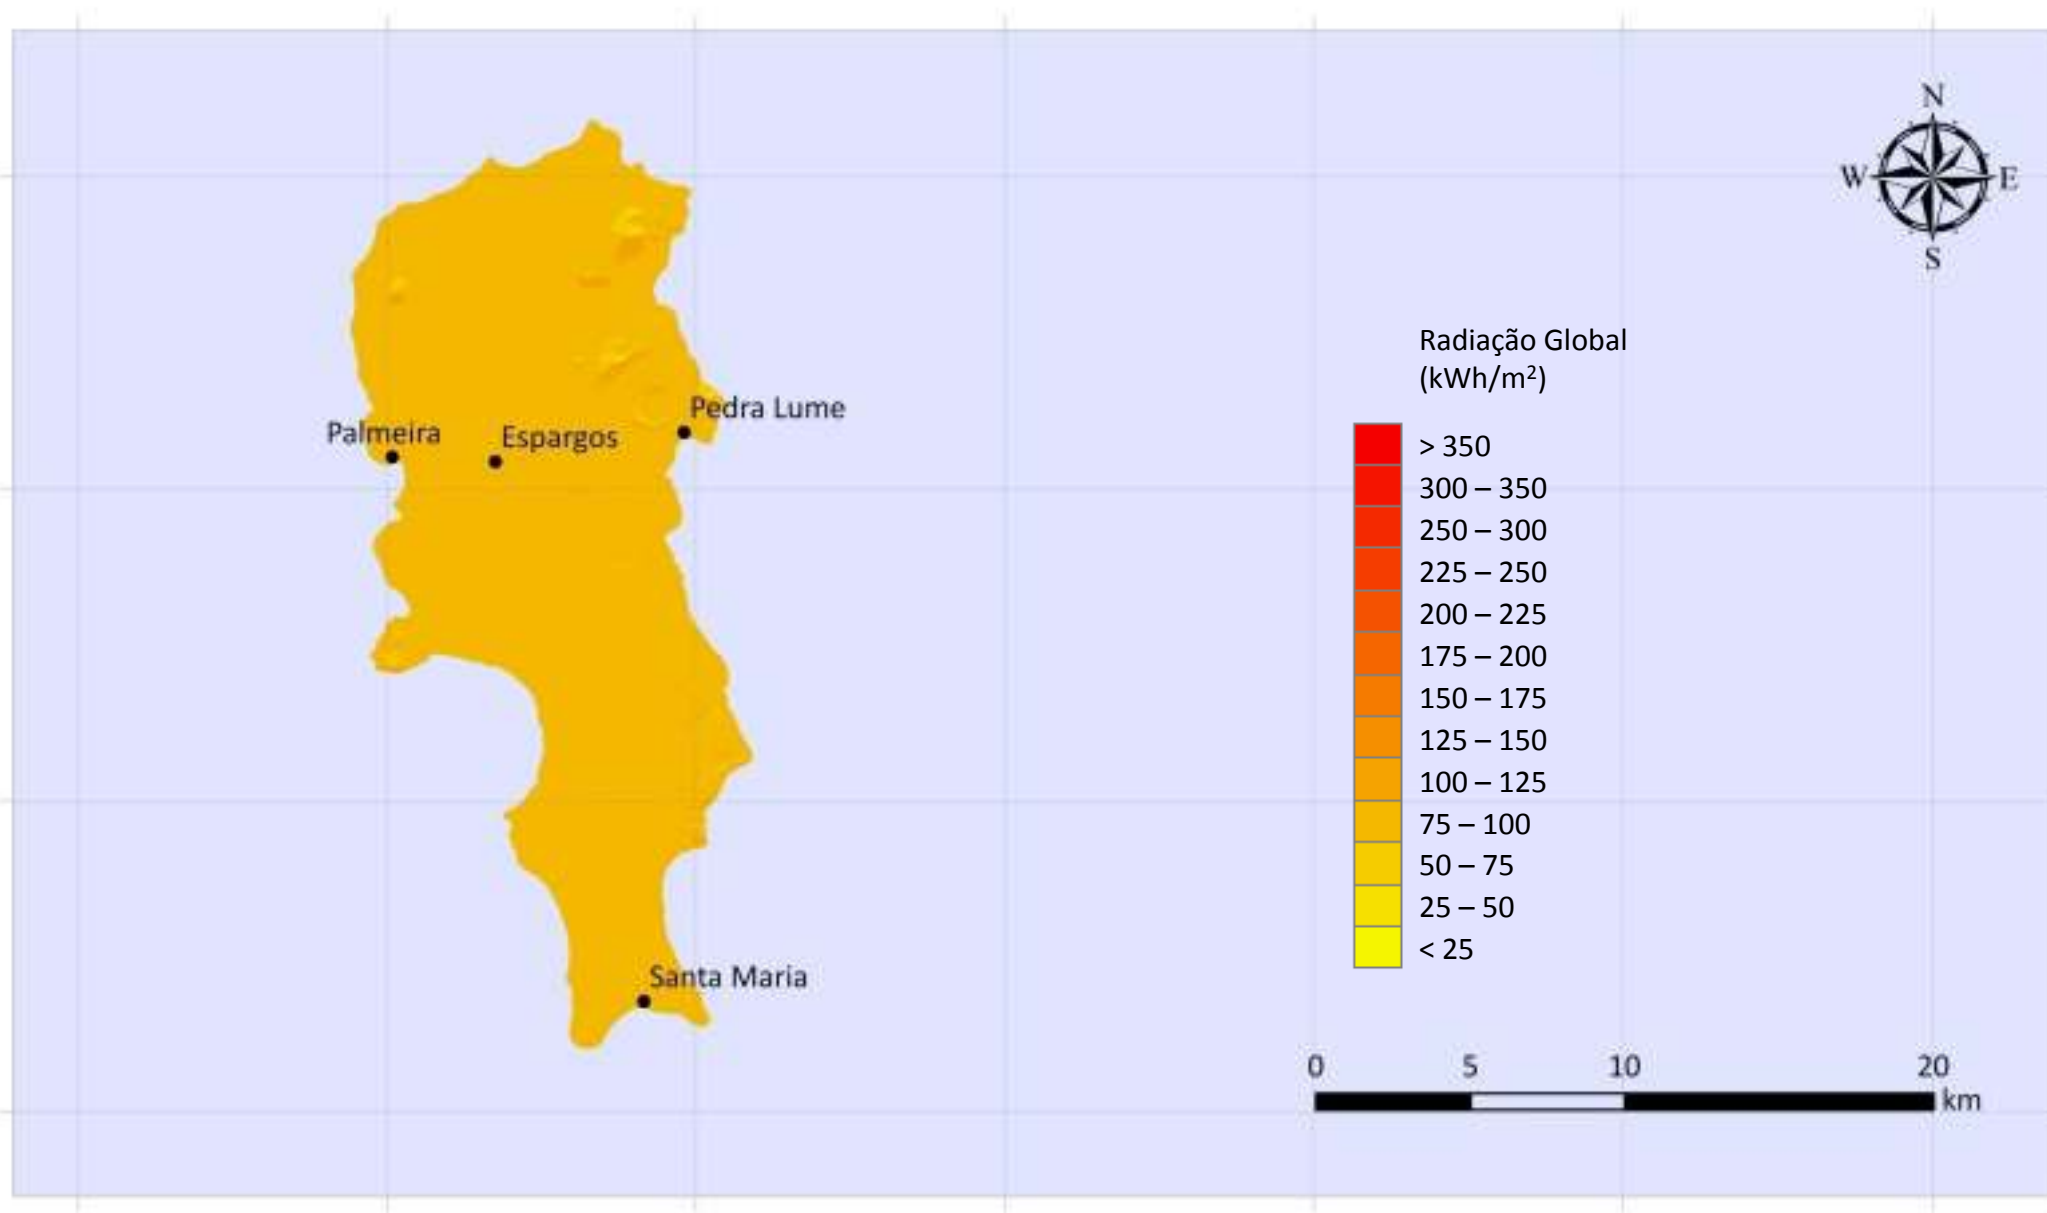 N
W E
S
Radiação Global
(kWh/m²)
Pedra Lume
Palmeira
Espargos
> 350
300 – 350
250 – 300
225 – 250
200 – 225
175 – 200
150 – 175
125 – 150
100 – 125
75 – 100
50 – 75
25 – 50
< 25
Santa Maria
0 5 10 20
km